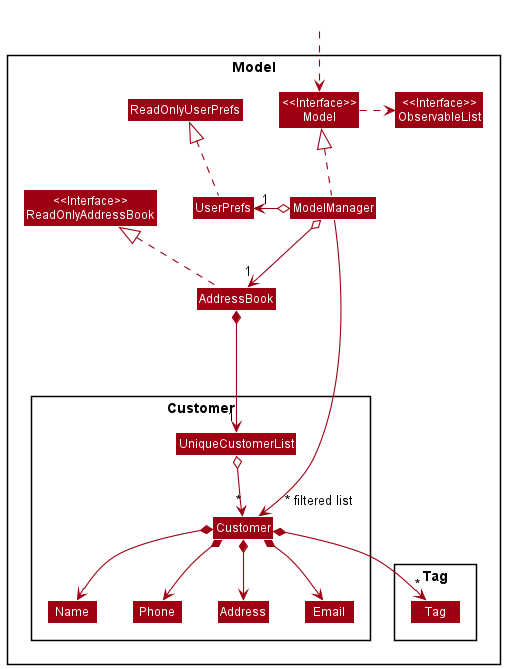 Model
<<Interface>>
Model
<<Interface>>
ObservableList
ReadOnlyUserPrefs
<<Interface>>
ReadOnlyAddressBook
UserPrefs
1
ModelManager
1
AddressBook
Customer
1
UniqueCustomerList
*
* filtered list
Customer
*
Tag
Name
Phone
Address
Email
Tag